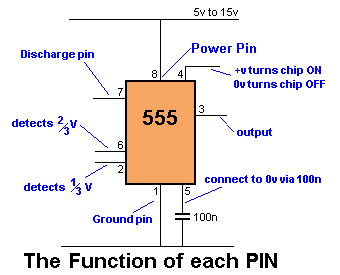 5v to 15v
Power Pin
Discharge pin
8
4
+v turns chip ON
0v turns chip OFF
7
555
3
detects 2/3 V
output
6
2
detects 1/3 V
connect to 0v via 100n
1
5
Ground pin
100n
The Function of each PIN